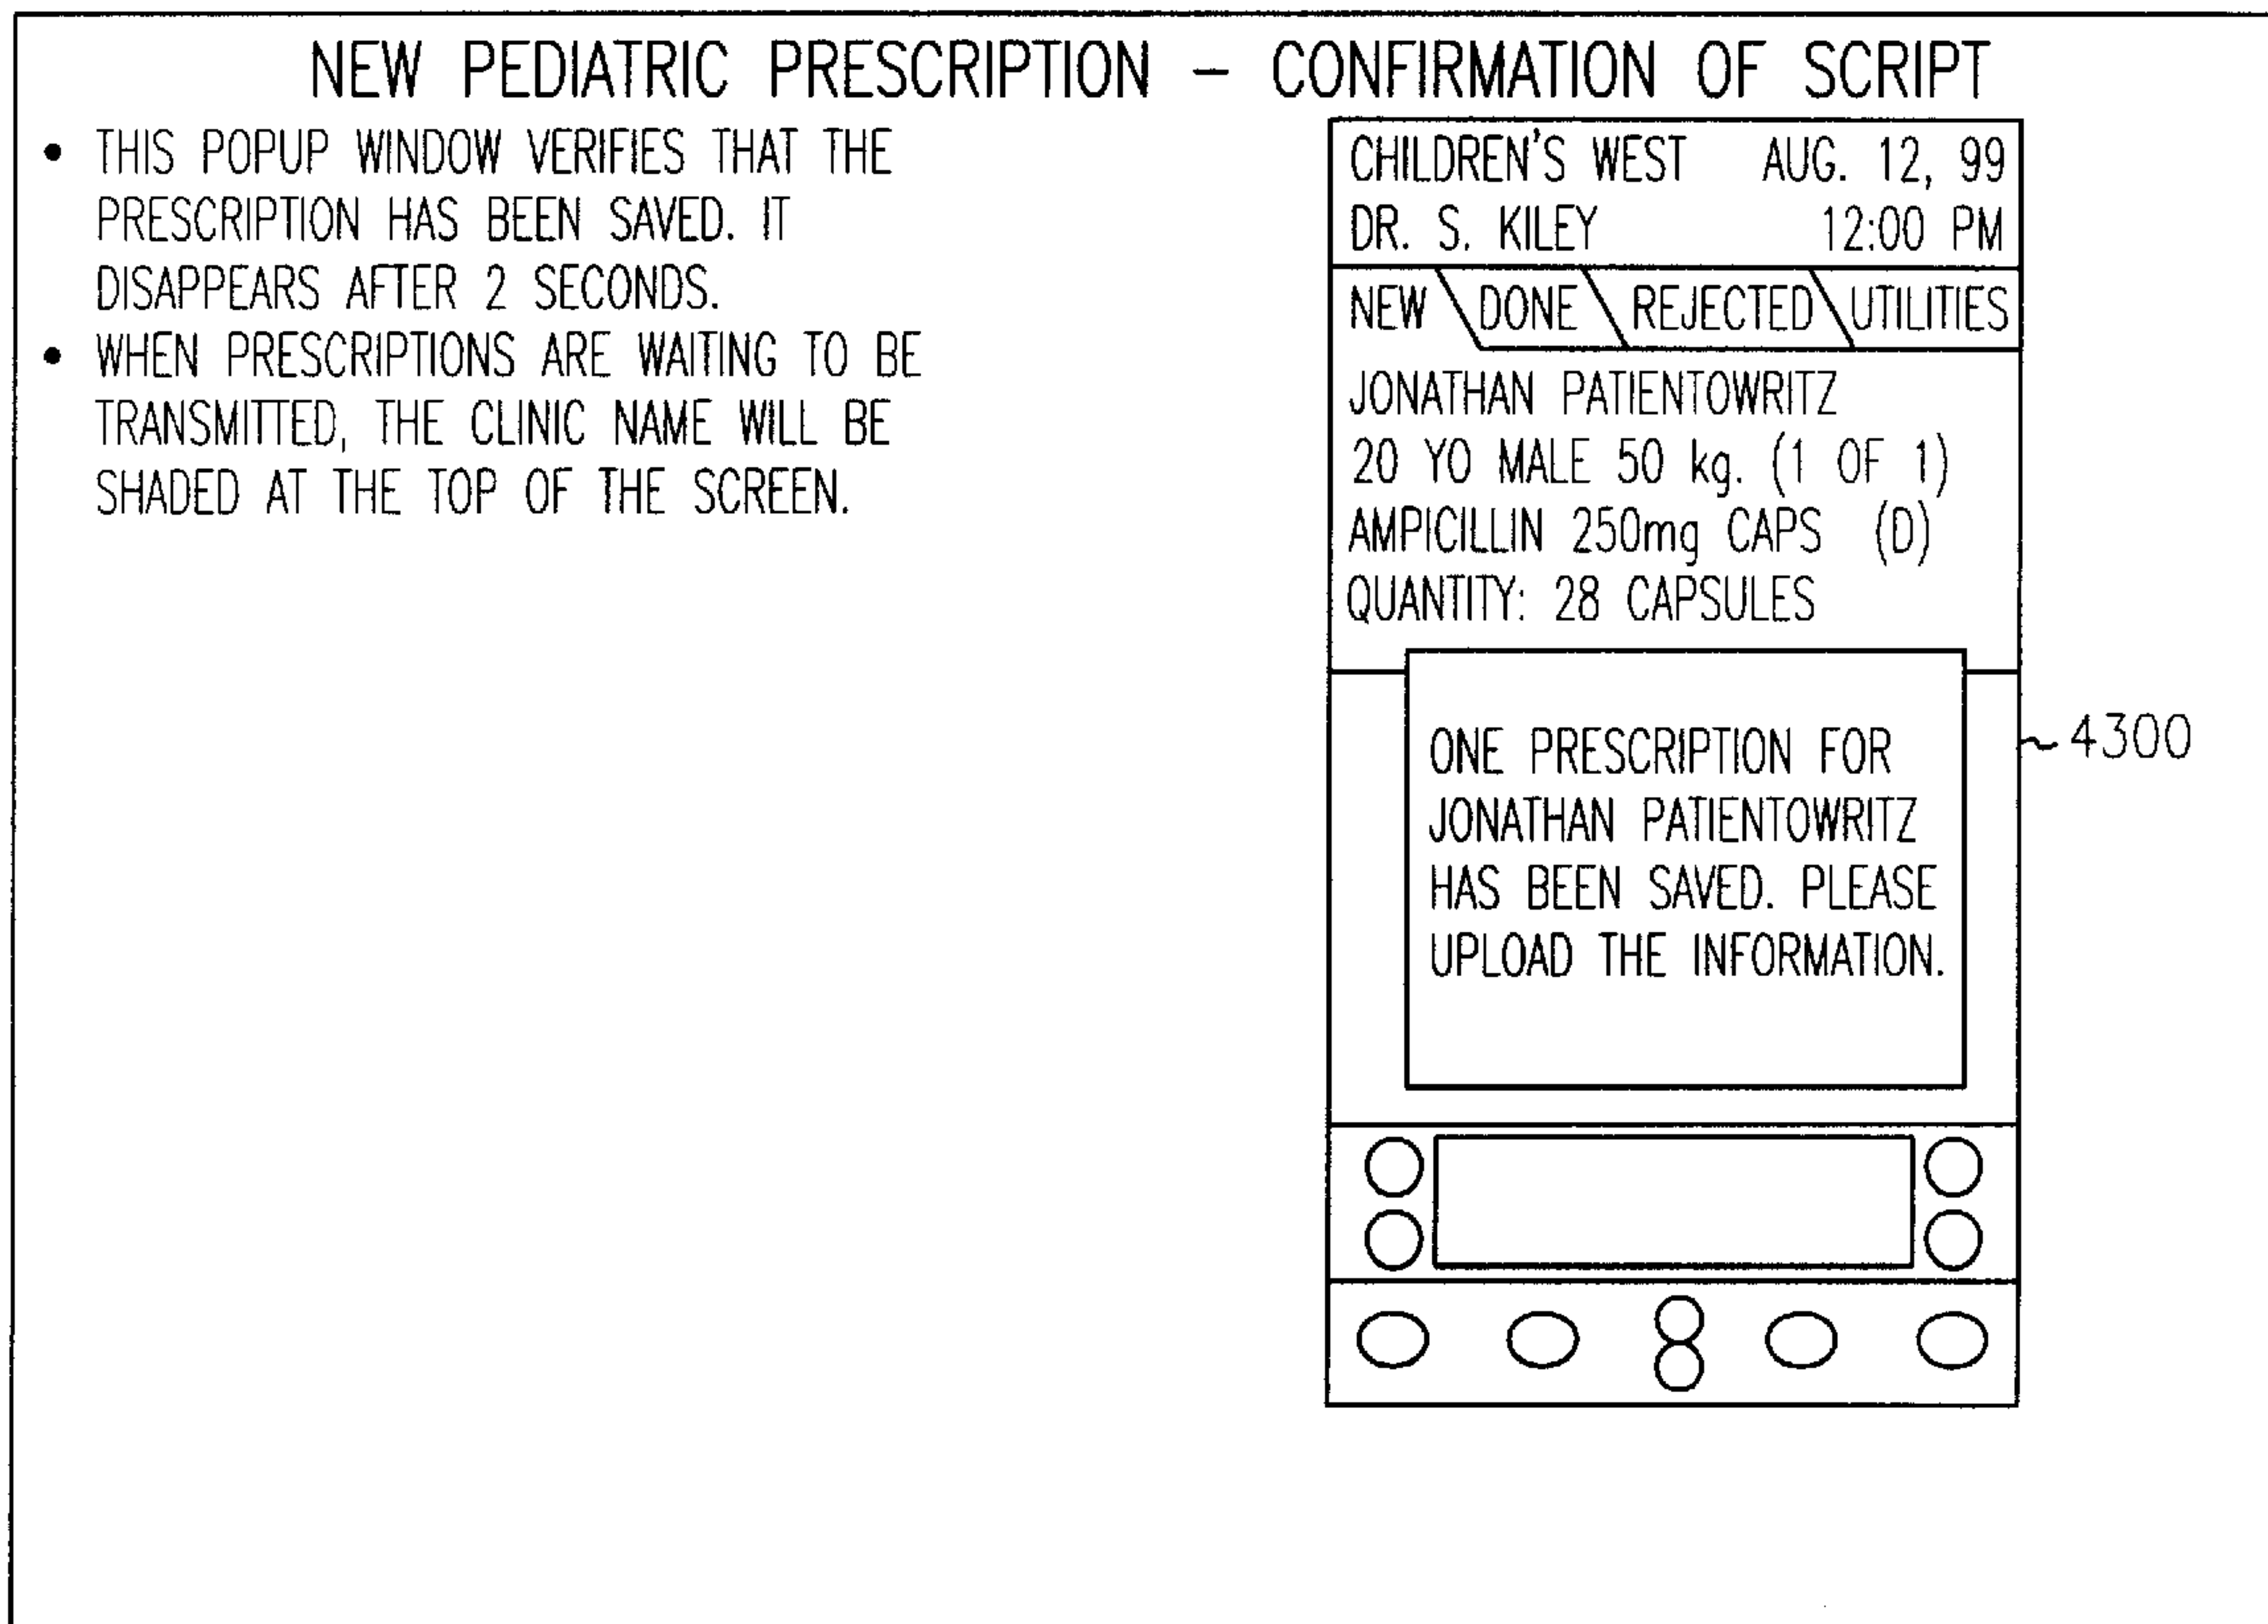 NEW PEDIATRIC PRESCRIPTION – CONFIRMATION OF SCRIPT
• THIS POPUP WINDOW VERIFIES THAT THE
PRESCRIPTION HAS BEEN SAVED. IT
DISAPPEARS AFTER 2 SECONDS.
• WHEN PRESCRIPTIONS ARE WAITING TO BE
TRANSMITTED, THE CLINIC NAME WILL BE
SHADED AT THE TOP OF THE SCREEN.
CHILDREN'S WEST AUG. 12, 99
DR. S. KILEY 12:00 PM
NEW DONE REJECTED UTILITIES
JONATHAN PATIENTOWRITZ
20 YO MALE 50 kg. (1 OF 1)
AMPICILLIN 250mg CAPS (D)
QUANTITY: 28 CAPSULES
ONE PRESCRIPTION FOR
JONATHAN PATIENTOWRITZ
HAS BEEN SAVED. PLEASE
UPLOAD THE INFORMATION.
4300